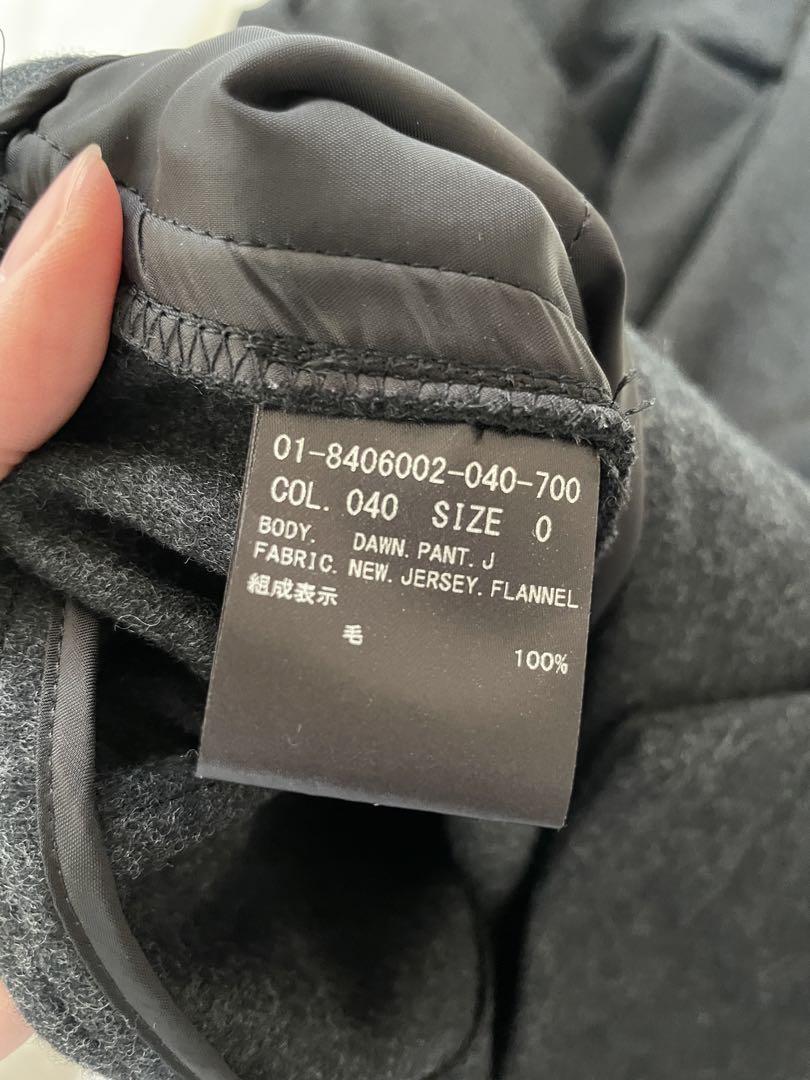 01-8406002-040-700
COL. 040 SIZE 0
BODY. DAWN. PANT. J
FABRIC. NEW. JERSEY. FLANNEL
組成表示
毛 100%